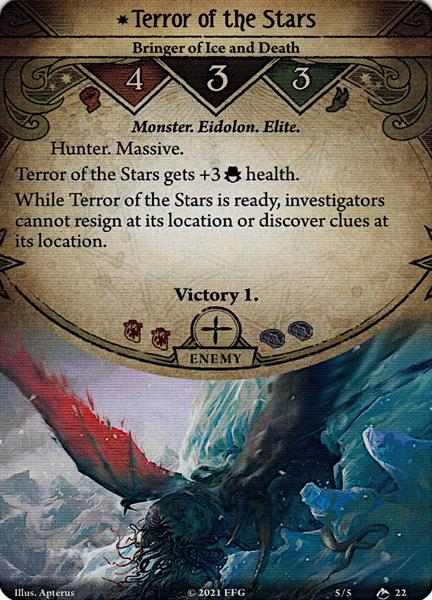 Terror of the Stars
Bringer of Ice and Death
4 3 3
Monster. Eidolon. Elite.
Hunter. Massive.
Terror of the Stars gets +3 health.
While Terror of the Stars is ready, investigators
cannot resign at its location or discover clues at
its location.
Victory 1.
ENEMY
Illus. Apterus © 2021 FFG 5/5 22